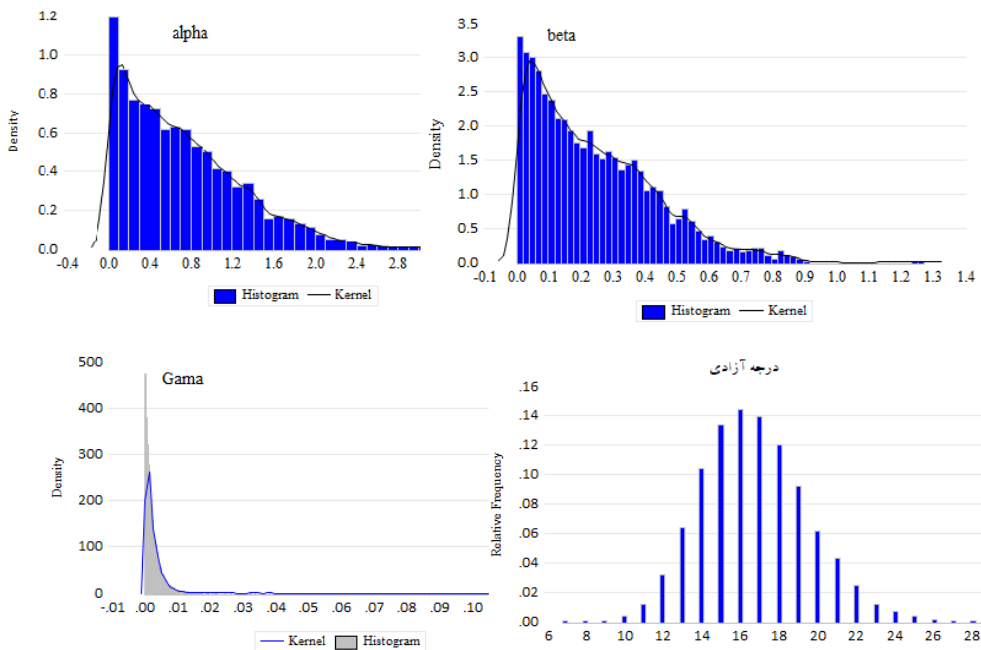 alpha
Density
1.2
1.0
0.8
0.6
0.4
0.2
0.0
-0.4 0.0 0.4 0.8 1.2 1.6 2.0 2.4 2.8
Histogram Kernel
beta
Density
3.5
3.0
2.5
2.0
1.5
1.0
0.5
0.0
-0.1 0.0 0.1 0.2 0.3 0.4 0.5 0.6 0.7 0.8 0.9 1.0 1.1 1.2 1.3 1.4
Histogram Kernel
Gama
Density
500
400
300
200
100
0
-.01 .00 .01 .02 .03 .04 .05 .06 .07 .08 .09 .10
Kernel Histogram
درجه آزادی
Relative Frequency
.16
.14
.12
.10
.08
.06
.04
.02
.00
6 8 10 12 14 16 18 20 22 24 26 28